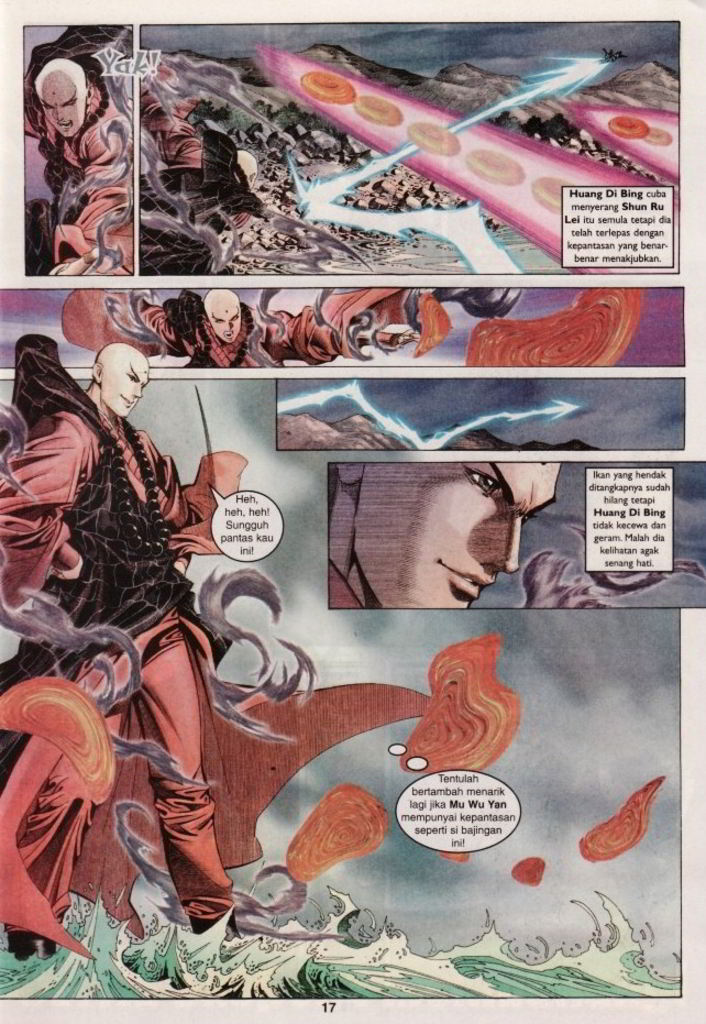 Yak!!
Huang Di Bing cuba
menyerang Shun Ru
Lei itu semula tetapi dia
telah terlepas dengan
kepantasan yang benar-
benar menakjubkan.
Heh,
heh, heh!
Sungguh
pantas kau
ini!
Ikan yang hendak
ditangkapnya sudah
hilang tetapi
Huang Di Bing
tidak kecewa dan
geram. Malah dia
kelihatan agak
senang hati.
Tentulah
bertambah menarik
lagi jika Mu Wu Yan
mempunyai kepantasan
seperti si bajingan
ini!
17